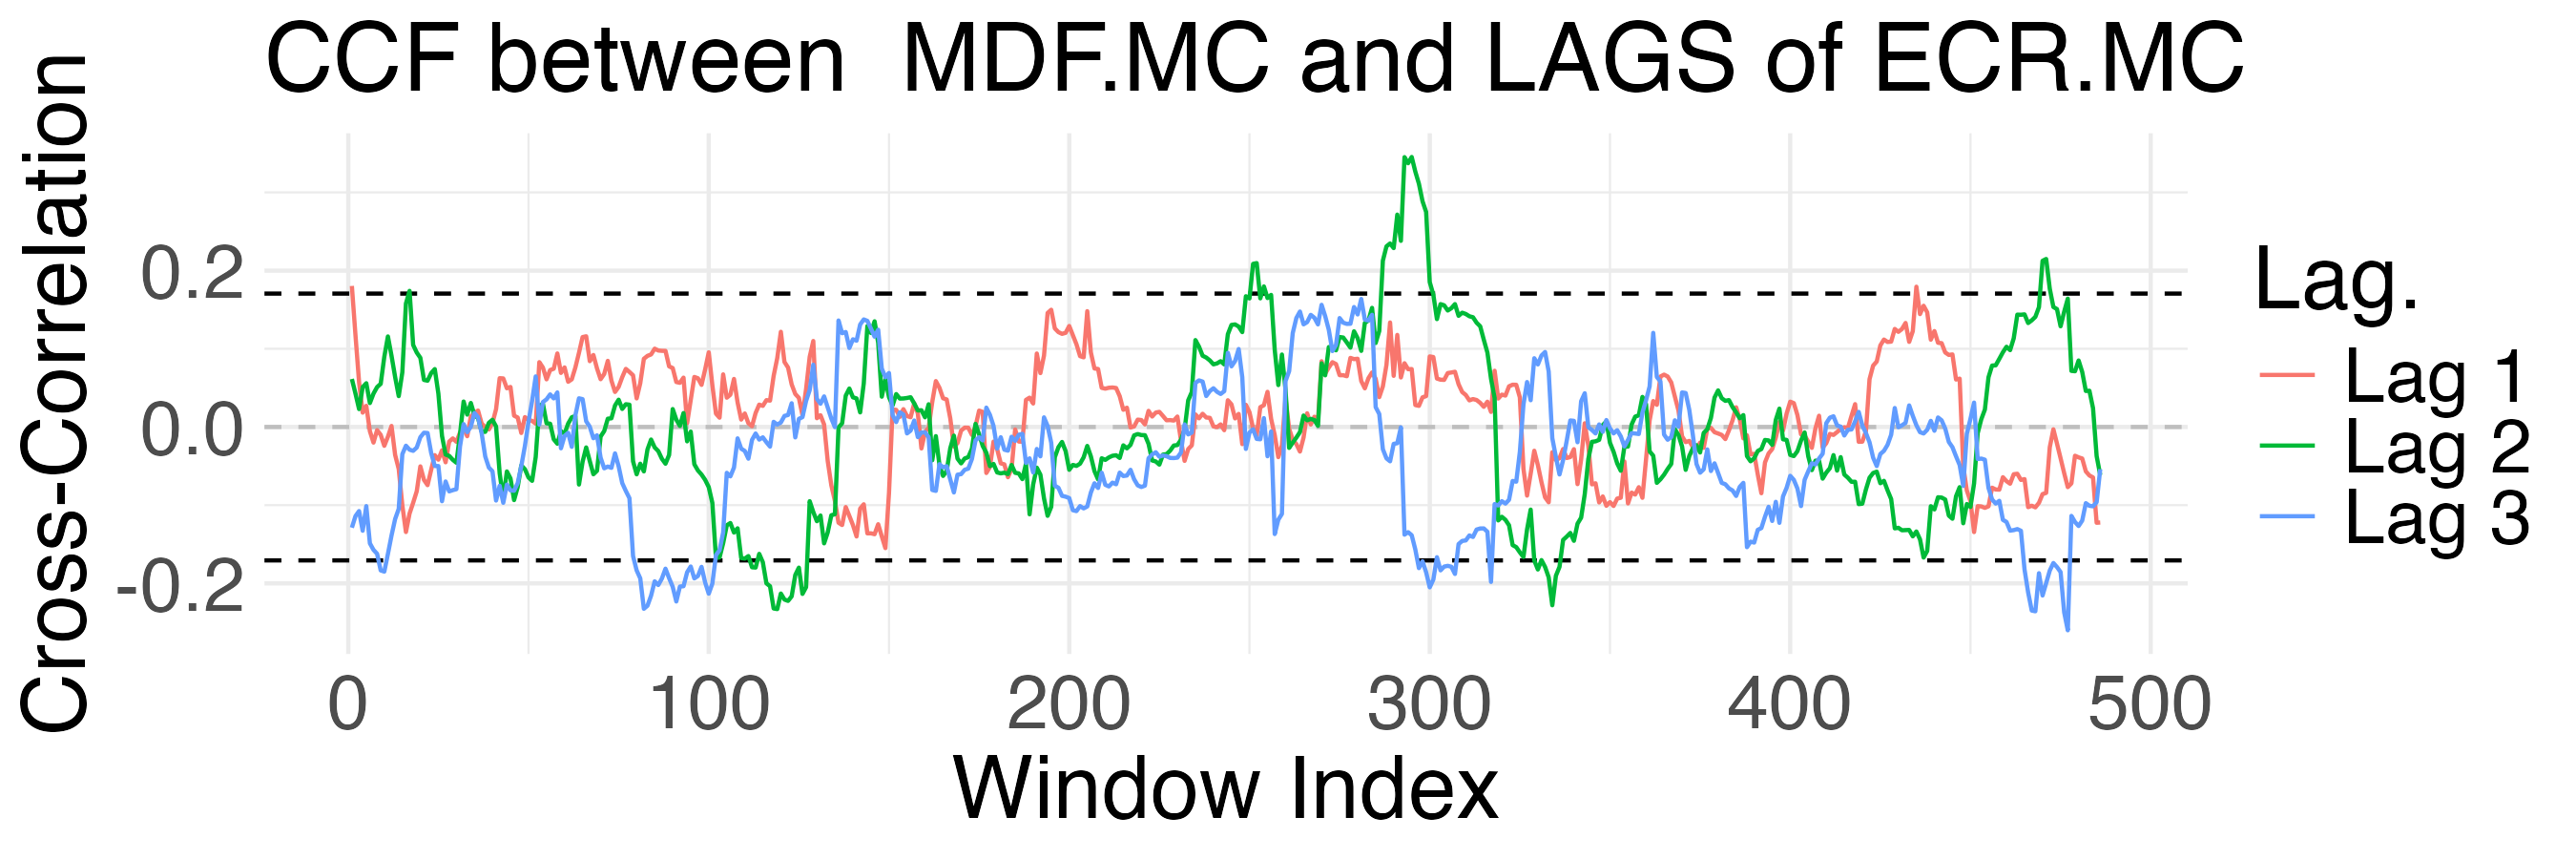 CCF between  MDF.MC and LAGS of ECR.MC
Cross-Correlation
0.2
0.0
-0.2
0 100 200 300 400 500
Window Index
Lag.
Lag 1
Lag 2
Lag 3